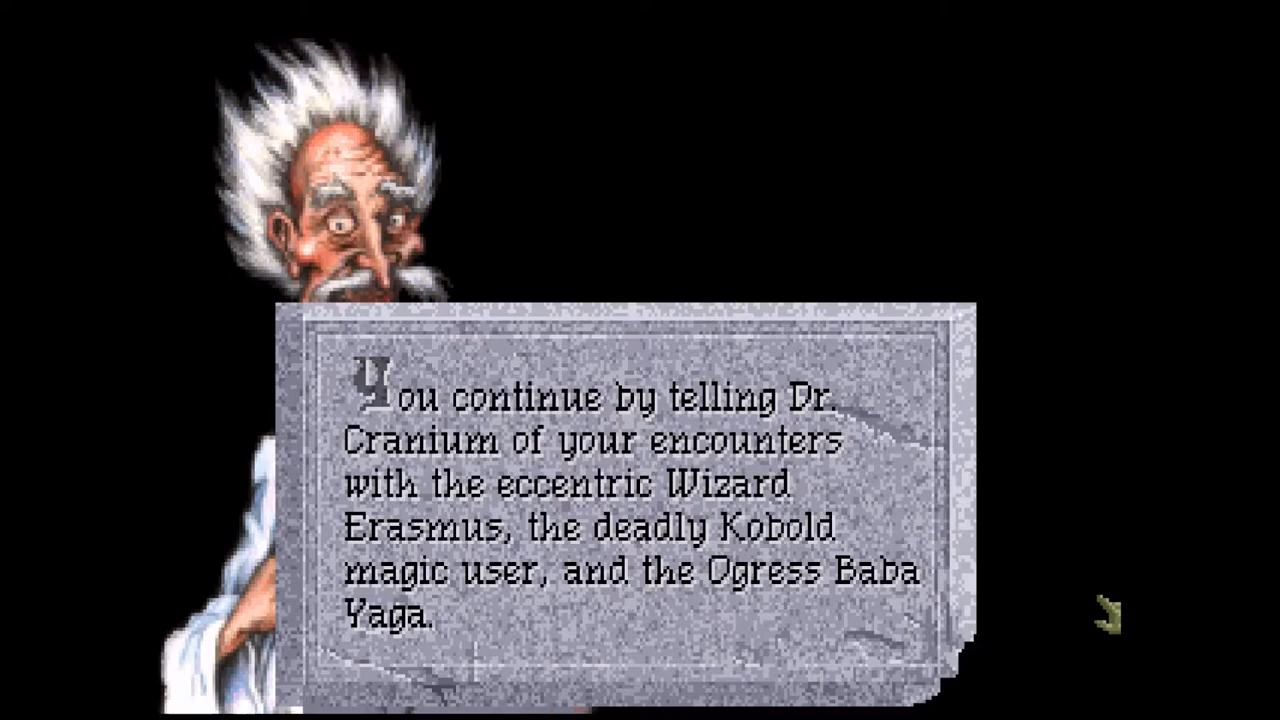 You continue by telling Dr.
Cranium of your encounters
with the eccentric Wizard
Erasmus, the deadly Kobold
magic user, and the Ogress Baba
Yaga.